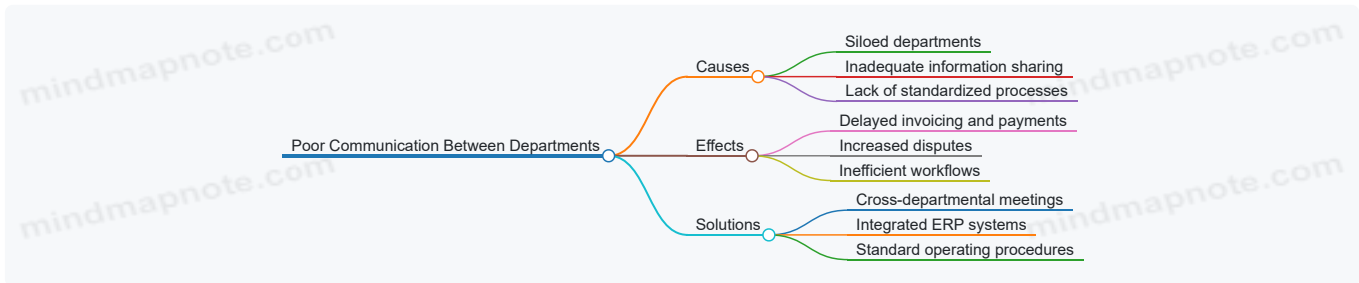 mindmapnote.com
mindmapnote.com
Siloed departments
Causes
Inadequate information sharing
Lack of standardized processes
Delayed invoicing and payments
Poor Communication Between Departments
Effects
Increased disputes
Inefficient workflows
mindmapnote.com
mindmapnote.com
Cross-departmental meetings
Solutions
Integrated ERP systems
Standard operating procedures